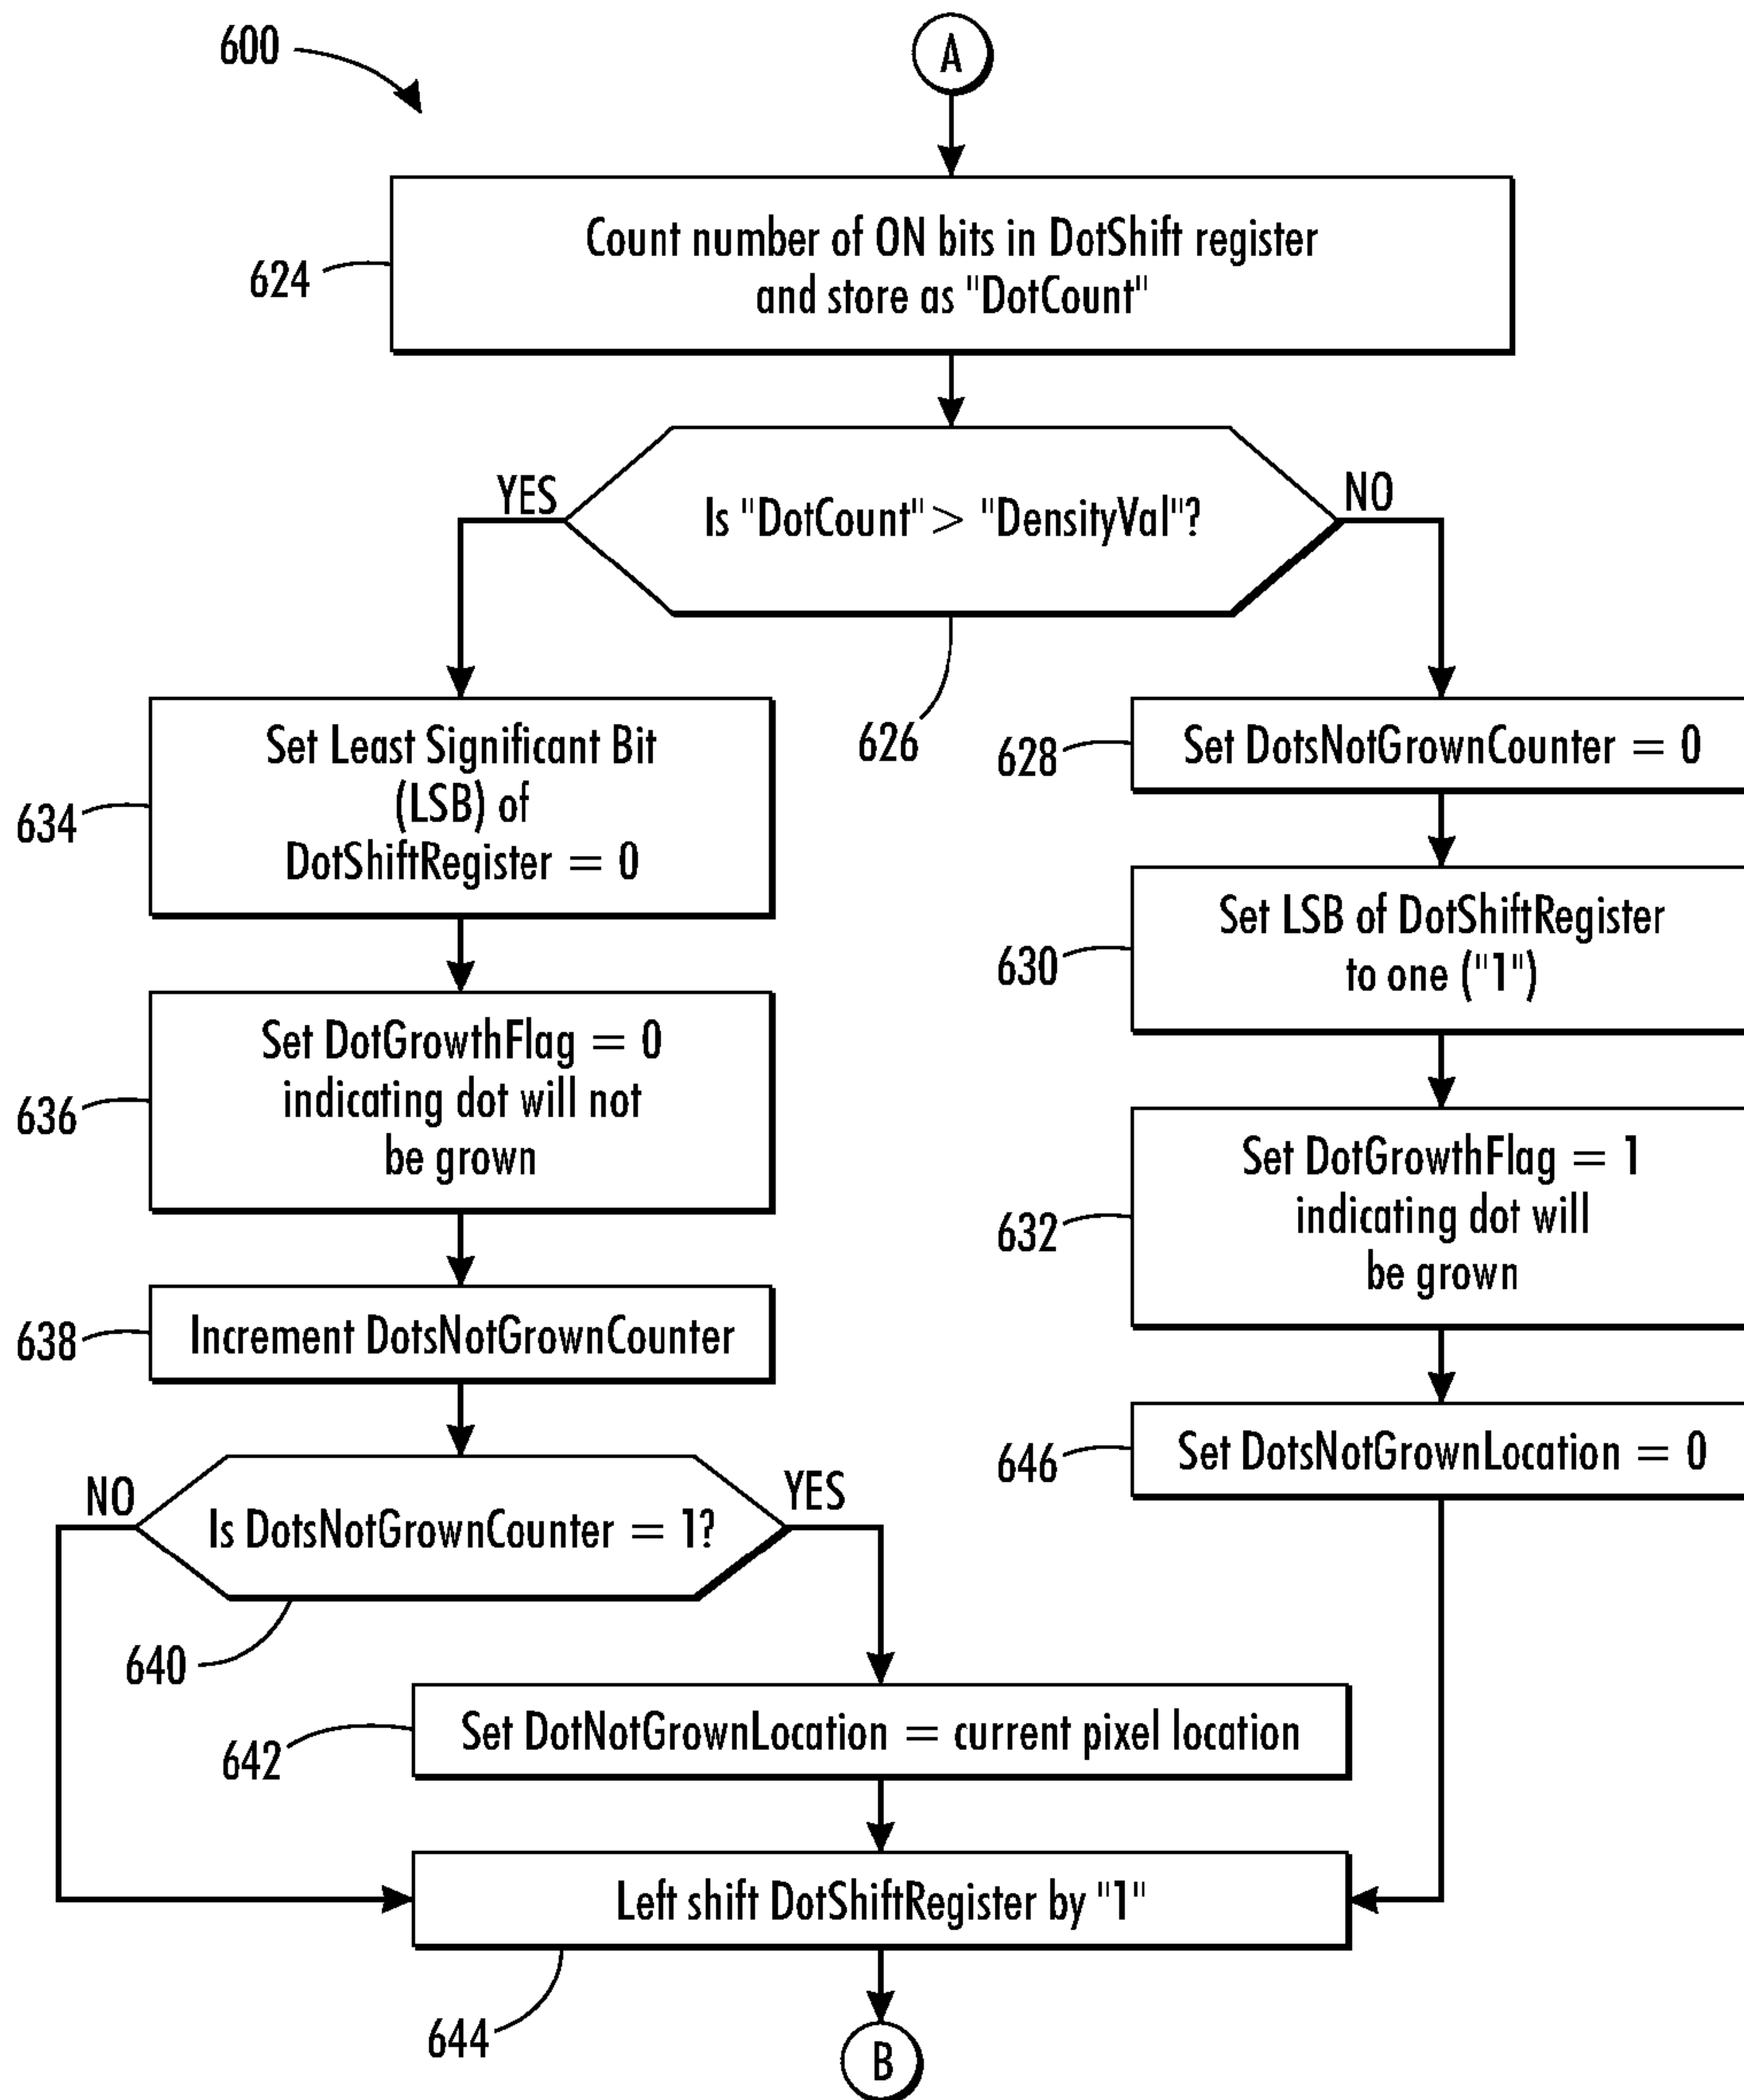 600
A
Count number of ON bits in DotShift register
and store as "DotCount"
624
YES
Is "DotCount" > "DensityVal"?
NO
626
Set Least Significant Bit
(LSB) of
DotShiftRegister = 0
634
628
Set DotsNotGrownCounter = 0
Set LSB of DotShiftRegister
to one ("1")
630
Set DotGrowthFlag = 0
indicating dot will not
be grown
636
Set DotGrowthFlag = 1
indicating dot will
be grown
632
638
Increment DotsNotGrownCounter
646
Set DotsNotGrownLocation = 0
NO
Is DotsNotGrownCounter = 1?
YES
640
Set DotNotGrownLocation = current pixel location
642
Left shift DotShiftRegister by "1"
644
B